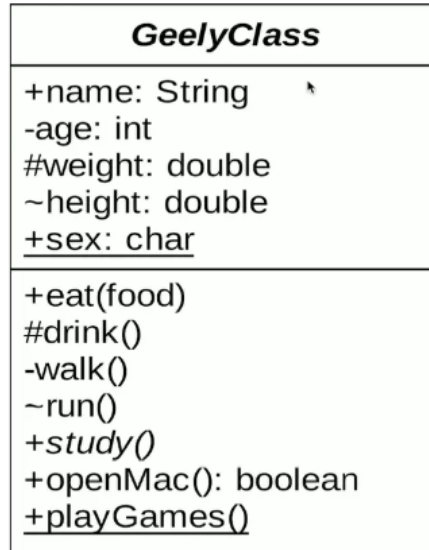 GeelyClass
+name: String
-age: int
#weight: double
~height: double
+sex: char
+eat(food)
#drink()
-walk()
~run()
+study()
+openMac(): boolean
+playGames()